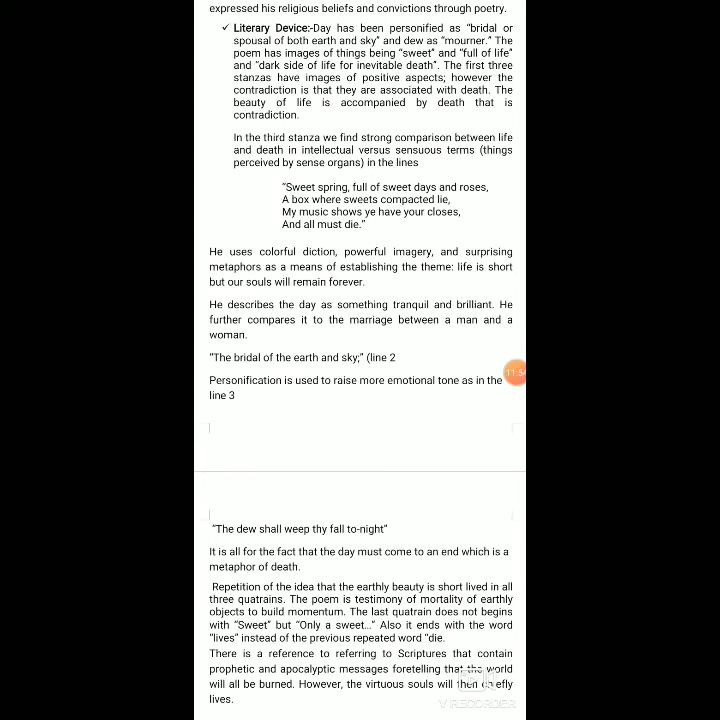 expressed his religious beliefs and convictions through poetry.
✓ Literary Device:-Day has been personified as “bridal or
spousal of both earth and sky” and dew as “mourner.” The
poem has images of things being “sweet” and “full of life”
and “dark side of life for inevitable death”. The first three
stanzas have images of positive aspects; however the
contradiction is that they are associated with death. The
beauty of life is accompanied by death that is
contradiction.
In the third stanza we find strong comparison between life
and death in intellectual versus sensuous terms (things
perceived by sense organs) in the lines
“Sweet spring, full of sweet days and roses,
A box where sweets compacted lie,
My music shows ye have your closes,
And all must die.”
He uses colorful diction, powerful imagery, and surprising
metaphors as a means of establishing the theme: life is short
but our souls will remain forever.
He describes the day as something tranquil and brilliant. He
further compares it to the marriage between a man and a
woman.
“The bridal of the earth and sky;” (line 2
11:54
Personification is used to raise more emotional tone as in the
line 3
“The dew shall weep thy fall to-night”
It is all for the fact that the day must come to an end which is a
metaphor of death.
Repetition of the idea that the earthly beauty is short lived in all
three quatrains. The poem is testimony of mortality of earthly
objects to build momentum. The last quatrain does not begins
with “Sweet” but “Only a sweet...” Also it ends with the word
“lives” instead of the previous repeated word “die.
There is a reference to referring to Scriptures that contain
prophetic and apocalyptic messages foretelling that the world
will all be burned. However, the virtuous souls will
lives.